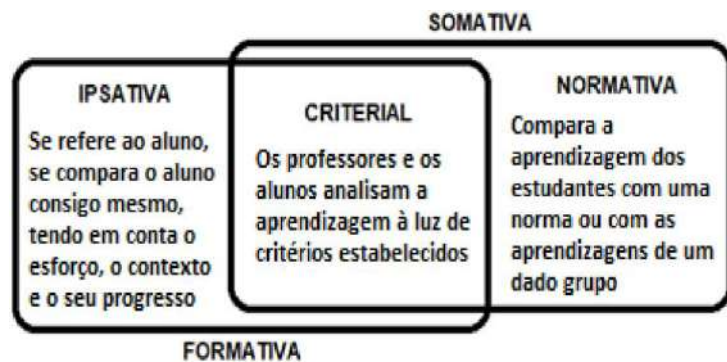 SOMATIVA
IPSATIVA
Se refere ao aluno,
se compara o aluno
consigo mesmo,
tendo em conta o
esforço, o contexto
e o seu progresso
CRITERIAL
Os professores e os
alunos analisam a
aprendizagem à luz de
critérios estabelecidos
NORMATIVA
Compara a
aprendizagem dos
estudantes com uma
norma ou com as
aprendizagens de um
dado grupo
FORMATIVA